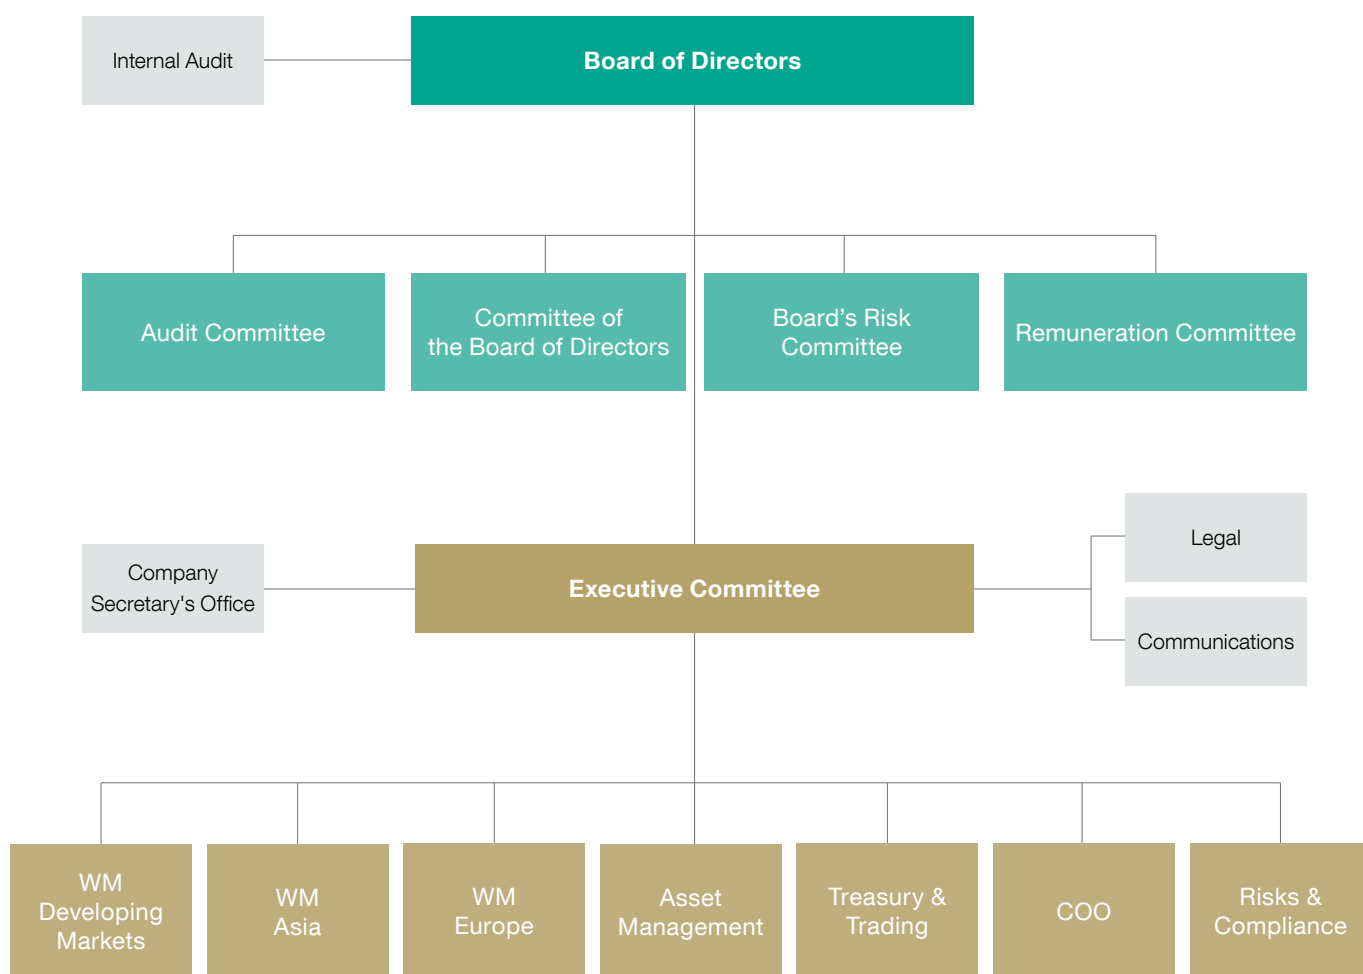 Internal Audit
Board of Directors
Audit Committee
Committee of
the Board of Directors
Board’s Risk
Committee
Remuneration Committee
Company
Secretary's Office
Executive Committee
Legal
Communications
WM
Developing
Markets
WM
Asia
WM
Europe
Asset
Management
Treasury &
Trading
COO
Risks &
Compliance